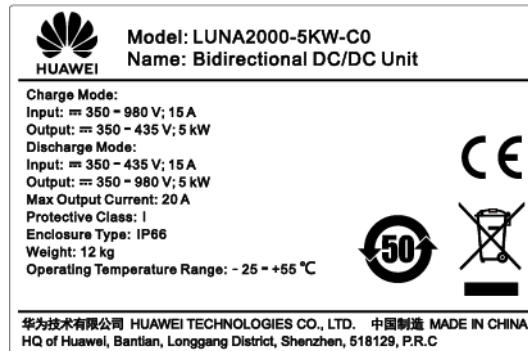 HUAWEI
Model: LUNA2000-5KW-C0
Name: Bidirectional DC/DC Unit
Charge Mode:
Input: ⎓ 350 – 980 V; 15 A
Output: ⎓ 350 – 435 V; 5 kW
Discharge Mode:
Input: ⎓ 350 – 435 V; 15 A
Output: ⎓ 350 – 980 V; 5 kW
Max Output Current: 20 A
Protective Class: I
Enclosure Type: IP66
Weight: 12 kg
Operating Temperature Range: - 25 – +55 ℃
CE
50
华为技术有限公司 HUAWEI TECHNOLOGIES CO., LTD. 中国制造 MADE IN CHINA
HQ of Huawei, Bantian, Longgang District, Shenzhen, 518129, P.R.C